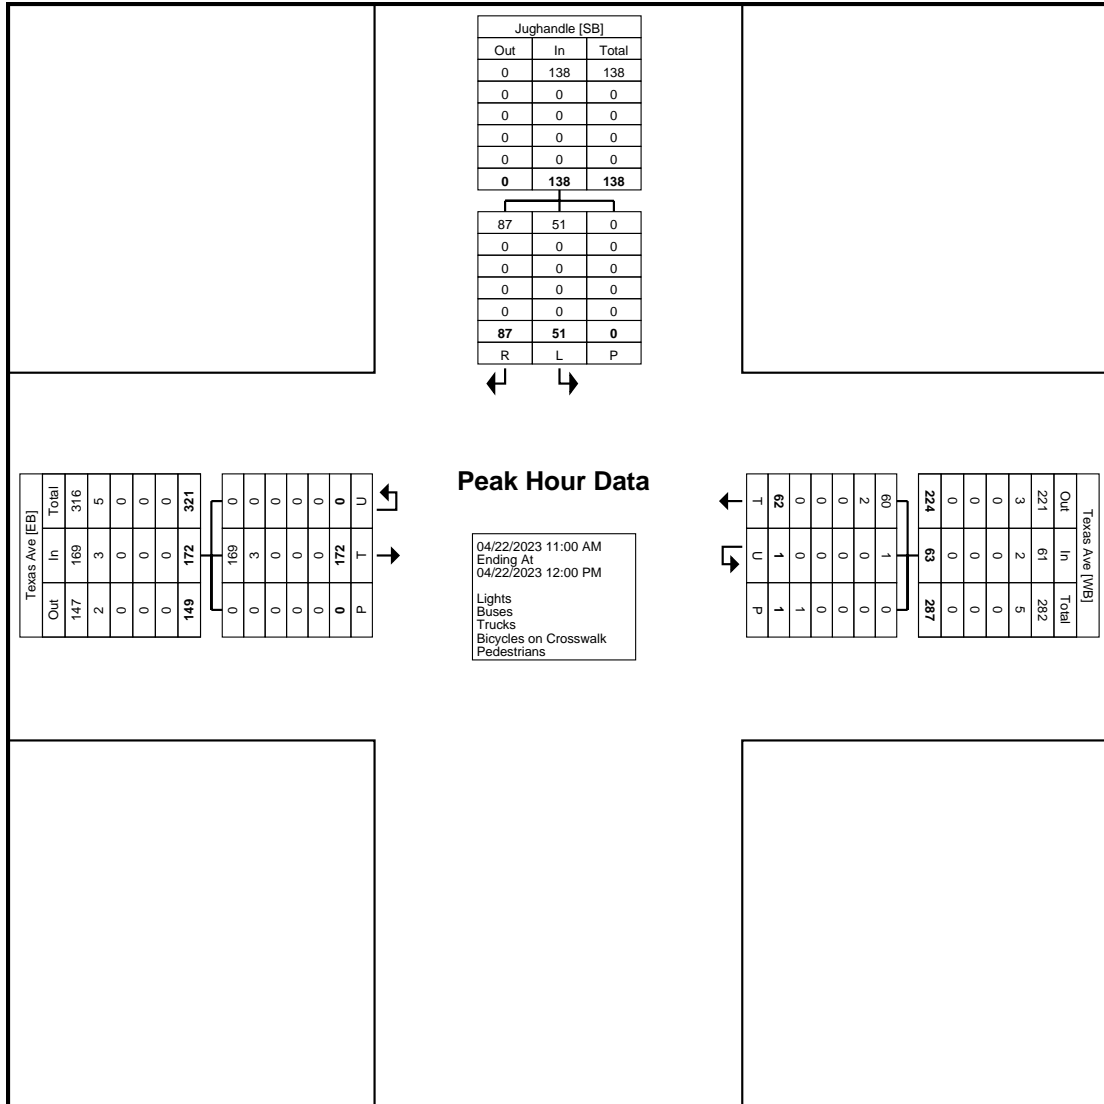 Jughandle [SB]
Out In Total
0 138 138
0 0 0
0 0 0
0 0 0
0 0 0
0 138 138
87 51 0
0 0 0
0 0 0
0 0 0
0 0 0
87 51 0
R L P
Texas Ave [EB]
Total 316 5 0 0 0 321
In 169 3 0 0 0 172
Out 147 2 0 0 0 149
0 0 0 0 0 0 U
169 3 0 0 0 172 T
0 0 0 0 0 0 P
Peak Hour Data
04/22/2023 11:00 AM
Ending At
04/22/2023 12:00 PM
Lights
Buses
Trucks
Bicycles on Crosswalk
Pedestrians
Texas Ave [WB]
Out 221 3 0 0 0 224
In 61 2 0 0 0 63
Total 282 5 0 0 0 287
60 2 0 0 0 62 T
1 0 0 0 0 1 U
0 0 0 0 1 1 P